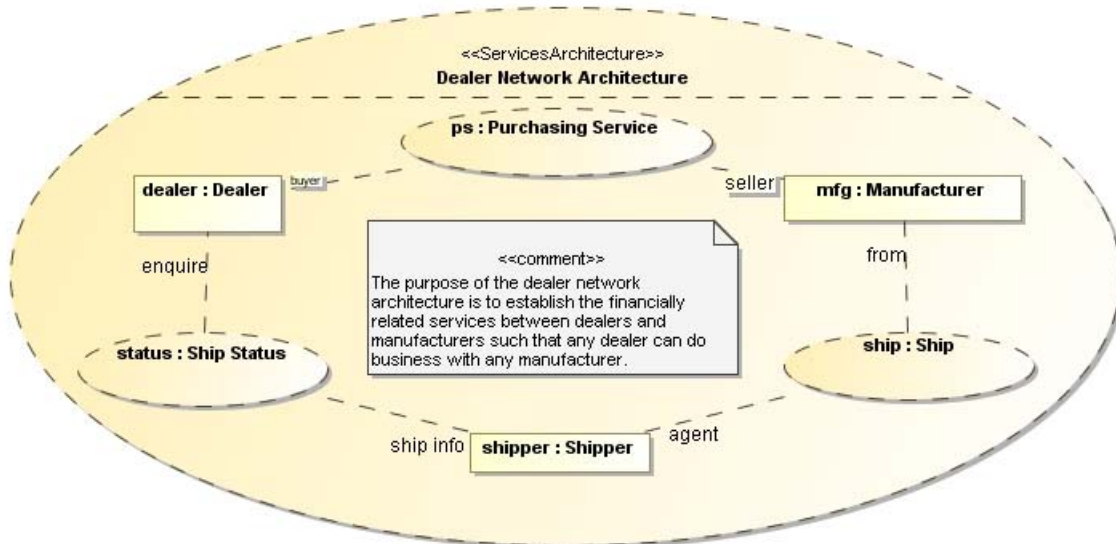 <<ServicesArchitecture>>
Dealer Network Architecture
ps : Purchasing Service
dealer : Dealer
buyer
seller
mfg : Manufacturer
enquire
from
<<comment>>
The purpose of the dealer network
architecture is to establish the financially
related services between dealers and
manufacturers such that any dealer can do
business with any manufacturer.
status : Ship Status
ship : Ship
ship info
shipper : Shipper
agent